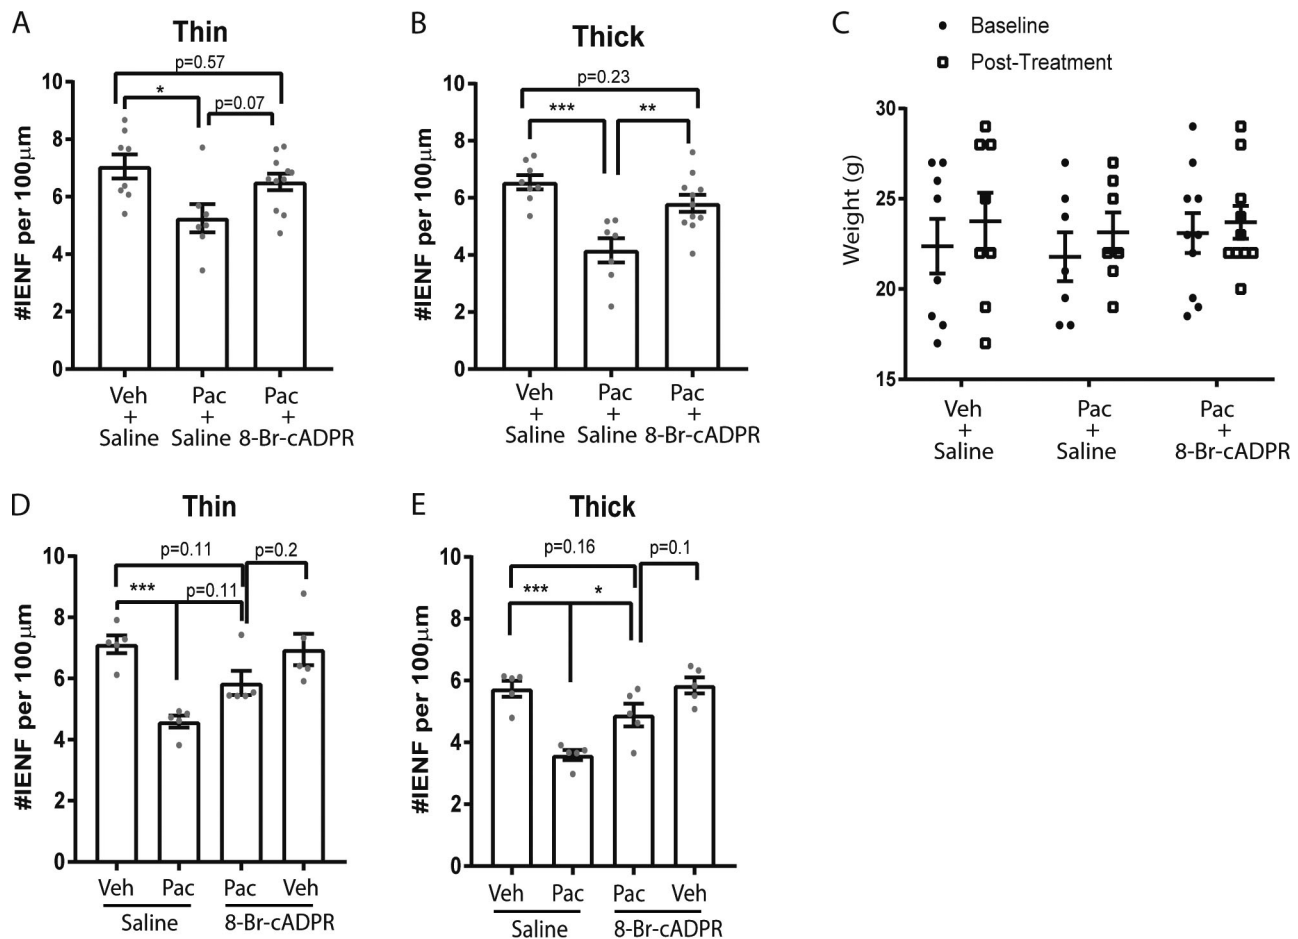 A
Thin
p=0.57
*
p=0.07
#IENF per 100µm
10
8
6
4
2
0
Veh + Saline
Pac + Saline
Pac + 8-Br-cADPR
B
Thick
p=0.23
***
**
#IENF per 100µm
10
8
6
4
2
0
Veh + Saline
Pac + Saline
Pac + 8-Br-cADPR
C
Baseline
Post-Treatment
Weight (g)
30
25
20
15
Veh + Saline
Pac + Saline
Pac + 8-Br-cADPR
D
Thin
p=0.11
p=0.2
***
p=0.11
#IENF per 100µm
10
8
6
4
2
0
Veh Pac Pac Veh
Saline 8-Br-cADPR
E
Thick
p=0.16
p=0.1
***
*
#IENF per 100µm
10
8
6
4
2
0
Veh Pac Pac Veh
Saline 8-Br-cADPR